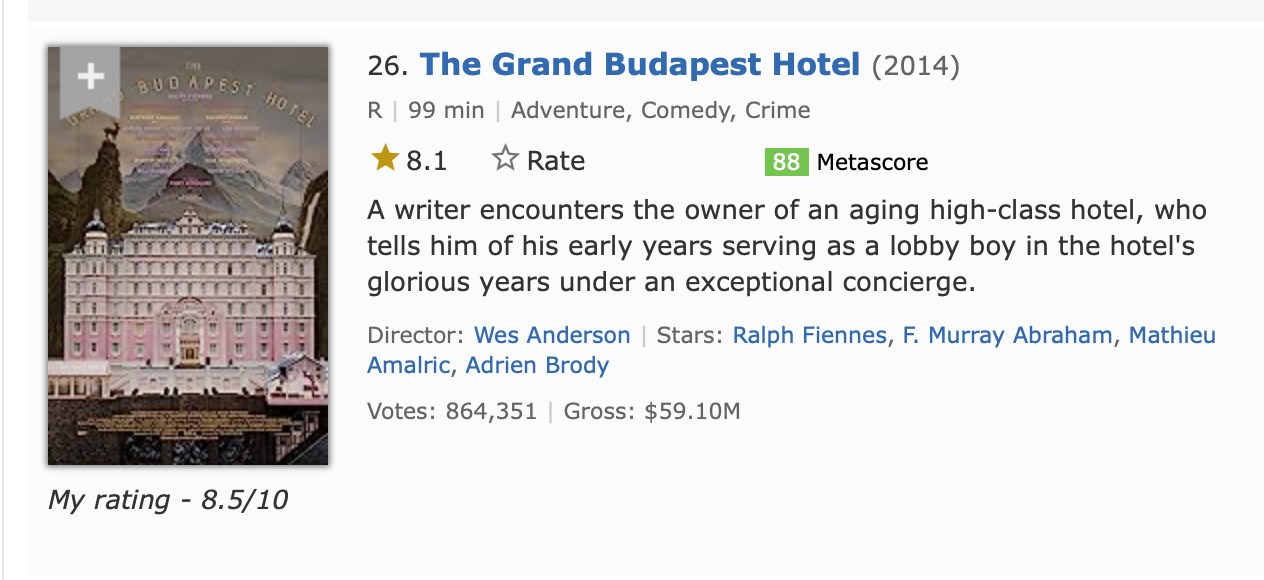 THE
BUDAPEST HOTEL
26. The Grand Budapest Hotel (2014)
R | 99 min | Adventure, Comedy, Crime
8.1 Rate 88 Metascore
A writer encounters the owner of an aging high-class hotel, who
tells him of his early years serving as a lobby boy in the hotel's
glorious years under an exceptional concierge.
Director: Wes Anderson | Stars: Ralph Fiennes, F. Murray Abraham, Mathieu
Amalric, Adrien Brody
Votes: 864,351 | Gross: $59.10M
My rating - 8.5/10